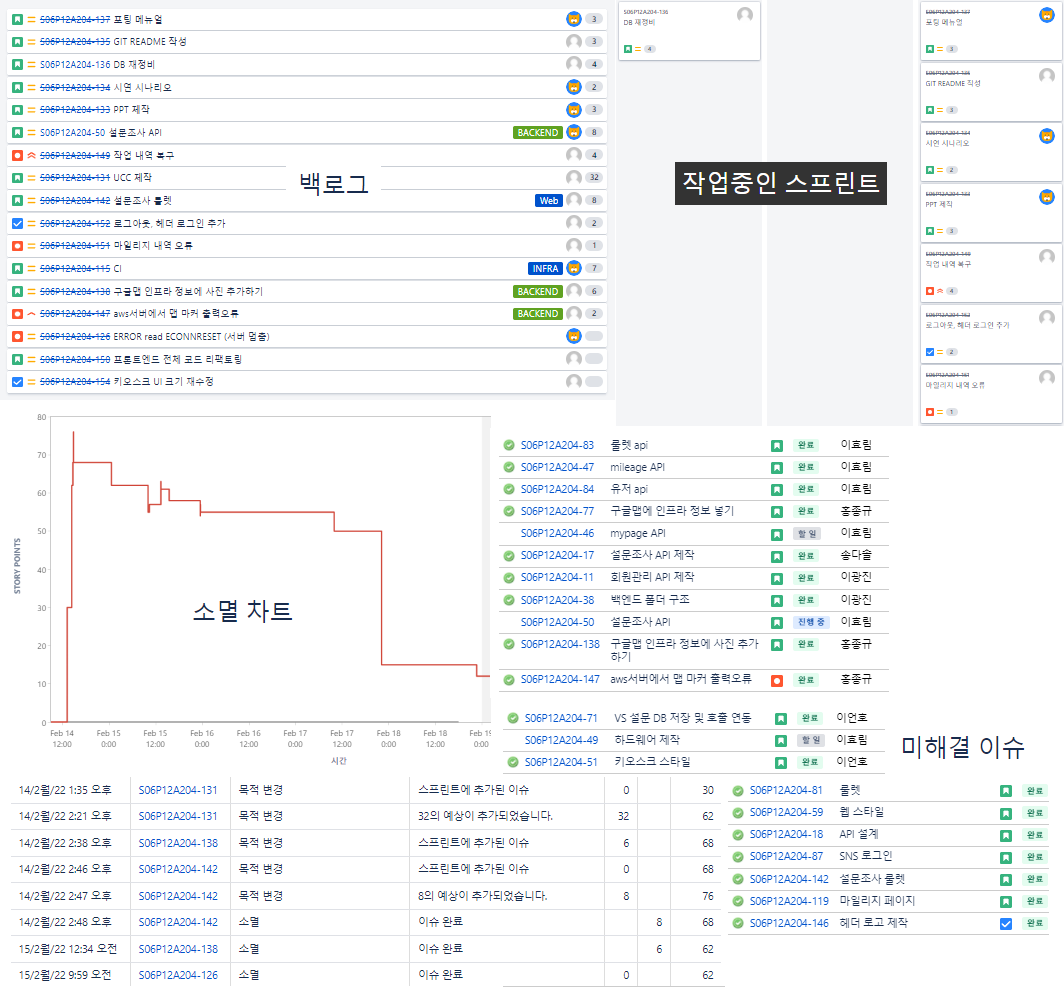 S06P12A204-137 포팅 메뉴얼 3
S06P12A204-135 GIT README 작성 3
S06P12A204-136 DB 재정비 4
S06P12A204-134 시연 시나리오 2
S06P12A204-133 PPT 제작 3
S06P12A204-50 설문조사 API BACKEND 8
S06P12A204-149 작업 내역 복구 4
S06P12A204-131 UCC 제작 32
S06P12A204-142 설문조사 룰렛 Web 8
S06P12A204-152 로그아웃, 헤더 로그인 추가 2
S06P12A204-151 마일리지 내역 오류 1
S06P12A204-115 CI INFRA 7
S06P12A204-138 구글맵 인프라 정보에 사진 추가하기 BACKEND 6
S06P12A204-147 aws서버에서 맵 마커 출력오류 BACKEND 2
S06P12A204-126 ERROR read ECONNRESET (서버 멈춤)
S06P12A204-150 프론트엔드 전체 코드 리팩토링
S06P12A204-154 키오스크 UI 크기 재수정
백로그
S06P12A204-136
DB 재정비
4
작업중인 스프린트
S06P12A204-137
포팅 메뉴얼
3
S06P12A204-135
GIT README 작성
3
S06P12A204-134
시연 시나리오
2
S06P12A204-133
PPT 제작
3
S06P12A204-149
작업 내역 복구
4
S06P12A204-152
로그아웃, 헤더 로그인 추가
2
S06P12A204-151
마일리지 내역 오류
1
80
70
60
50
40
30
20
10
0
STORY POINTS
소멸 차트
Feb 14 Feb 15 Feb 15 Feb 16 Feb 16 Feb 17 Feb 17 Feb 18 Feb 18 Feb 19
12:00 0:00 12:00 0:00 12:00 0:00 12:00 0:00 12:00 0:00
시간
S06P12A204-83 룰렛 api 완료 이효림
S06P12A204-47 mileage API 완료 이효림
S06P12A204-84 유저 api 완료 이효림
S06P12A204-77 구글맵에 인프라 정보 넣기 완료 홍종규
S06P12A204-46 mypage API 할 일 이효림
S06P12A204-17 설문조사 API 제작 완료 송다을
S06P12A204-11 회원관리 API 제작 완료 이광진
S06P12A204-38 백엔드 폴더 구조 완료 이광진
S06P12A204-50 설문조사 API 진행 중 이효림
S06P12A204-138 구글맵 인프라 정보에 사진 추가 완료 홍종규
하기
S06P12A204-147 aws서버에서 맵 마커 출력오류 완료 홍종규
S06P12A204-71 VS 설문 DB 저장 및 호출 연동 완료 이언호
S06P12A204-49 하드웨어 제작 할 일 이효림
S06P12A204-51 키오스크 스타일 완료 이언호
미해결 이슈
S06P12A204-81 룰렛 완료
S06P12A204-59 웹 스타일 완료
S06P12A204-18 API 설계 완료
S06P12A204-87 SNS 로그인 완료
S06P12A204-142 설문조사 룰렛 완료
S06P12A204-119 마일리지 페이지 완료
S06P12A204-146 헤더 로고 제작 완료
14/2월/22 1:35 오후 S06P12A204-131 목적 변경 스프린트에 추가된 이슈 0 30
14/2월/22 2:21 오후 S06P12A204-131 목적 변경 32의 예상이 추가되었습니다. 32 62
14/2월/22 2:38 오후 S06P12A204-138 목적 변경 스프린트에 추가된 이슈 6 68
14/2월/22 2:46 오후 S06P12A204-142 목적 변경 스프린트에 추가된 이슈 0 68
14/2월/22 2:47 오후 S06P12A204-142 목적 변경 8의 예상이 추가되었습니다. 8 76
14/2월/22 2:48 오후 S06P12A204-142 소멸 이슈 완료 8 68
15/2월/22 12:34 오전 S06P12A204-138 소멸 이슈 완료 6 62
15/2월/22 9:59 오전 S06P12A204-126 소멸 이슈 완료 0 62